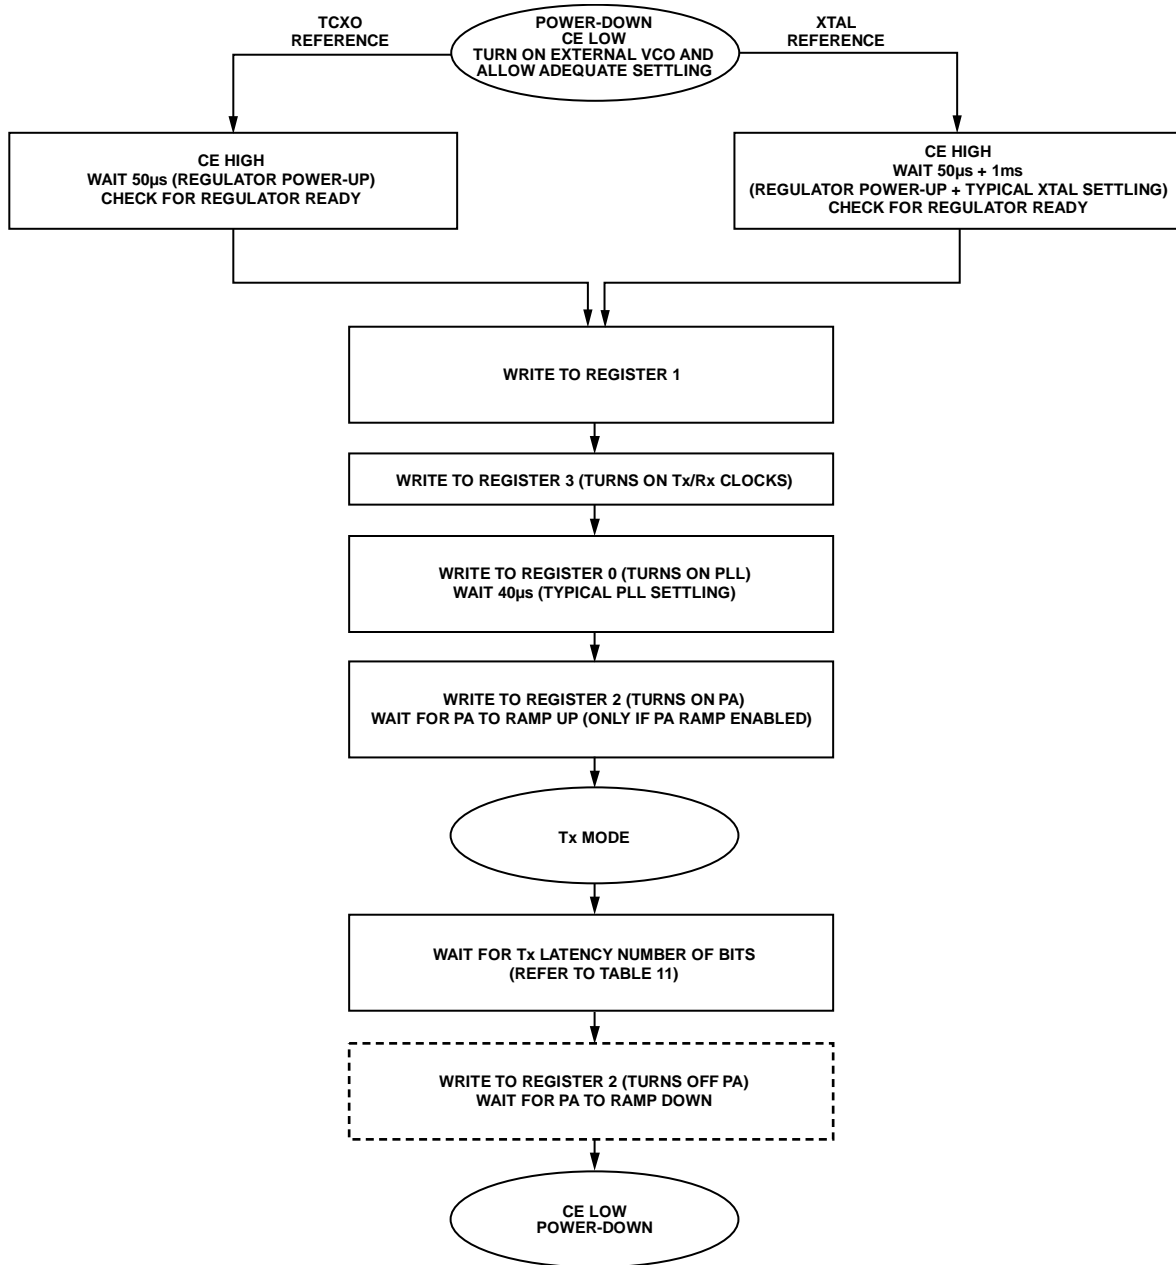 TCXO
REFERENCE
POWER-DOWN
CE LOW
TURN ON EXTERNAL VCO AND
ALLOW ADEQUATE SETTLING
XTAL
REFERENCE
CE HIGH
WAIT 50µs (REGULATOR POWER-UP)
CHECK FOR REGULATOR READY
CE HIGH
WAIT 50µs + 1ms
(REGULATOR POWER-UP + TYPICAL XTAL SETTLING)
CHECK FOR REGULATOR READY
WRITE TO REGISTER 1
WRITE TO REGISTER 3 (TURNS ON Tx/Rx CLOCKS)
WRITE TO REGISTER 0 (TURNS ON PLL)
WAIT 40µs (TYPICAL PLL SETTLING)
WRITE TO REGISTER 2 (TURNS ON PA)
WAIT FOR PA TO RAMP UP (ONLY IF PA RAMP ENABLED)
Tx MODE
WAIT FOR Tx LATENCY NUMBER OF BITS
(REFER TO TABLE 11)
WRITE TO REGISTER 2 (TURNS OFF PA)
WAIT FOR PA TO RAMP DOWN
CE LOW
POWER-DOWN